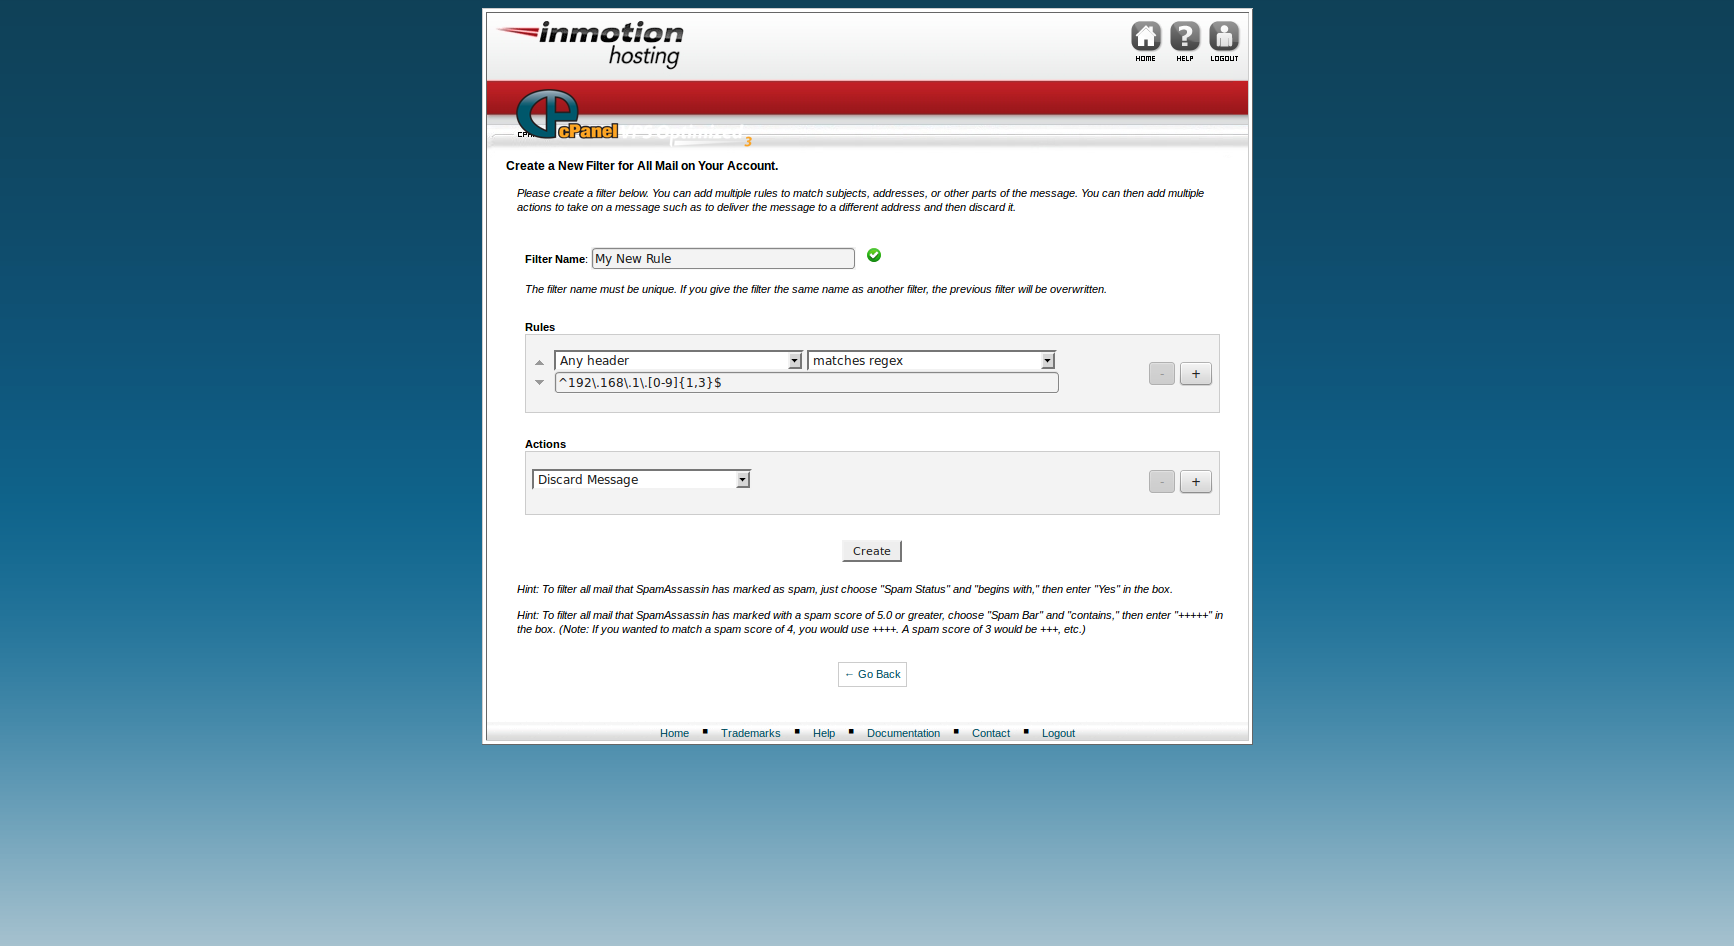 inmotion
hosting
HOME HELP LOGOUT
cPanel
3
Create a New Filter for All Mail on Your Account.
Please create a filter below. You can add multiple rules to match subjects, addresses, or other parts of the message. You can then add multiple
actions to take on a message such as to deliver the message to a different address and then discard it.
Filter Name: My New Rule
The filter name must be unique. If you give the filter the same name as another filter, the previous filter will be overwritten.
Rules
Any header matches regex
^192\.168\.1\.[0-9]{1,3}$
- +
Actions
Discard Message - +
Create
Hint: To filter all mail that SpamAssassin has marked as spam, just choose "Spam Status" and "begins with," then enter "Yes" in the box.
Hint: To filter all mail that SpamAssassin has marked with a spam score of 5.0 or greater, choose "Spam Bar" and "contains," then enter "+++++" in
the box. (Note: If you wanted to match a spam score of 4, you would use ++++. A spam score of 3 would be +++, etc.)
← Go Back
Home ■ Trademarks ■ Help ■ Documentation ■ Contact ■ Logout